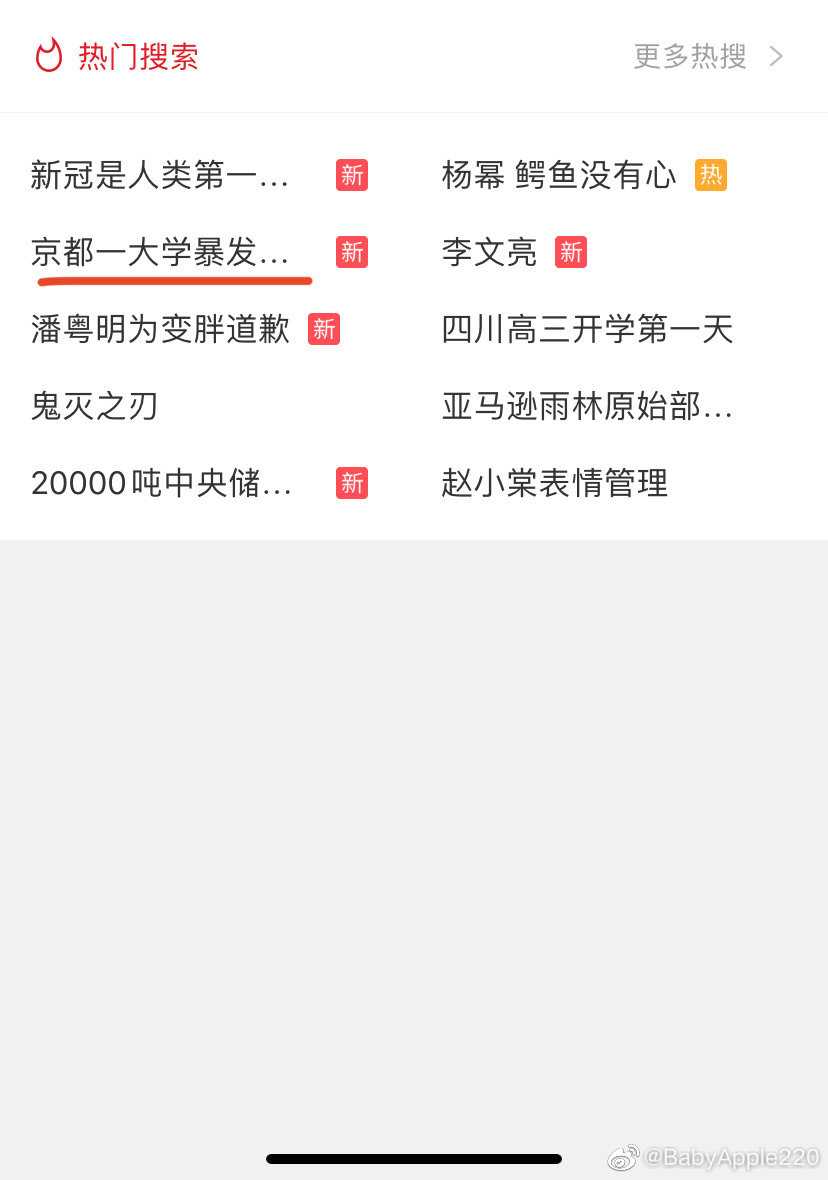 热门搜索 更多热搜
新冠是人类第一... 新 杨幂 鳄鱼没有心 热
京都一大学暴发... 新 李文亮 新
潘粤明为变胖道歉 新 四川高三开学第一天
鬼灭之刃 亚马逊雨林原始部...
20000吨中央储... 新 赵小棠表情管理
@BabyApple220